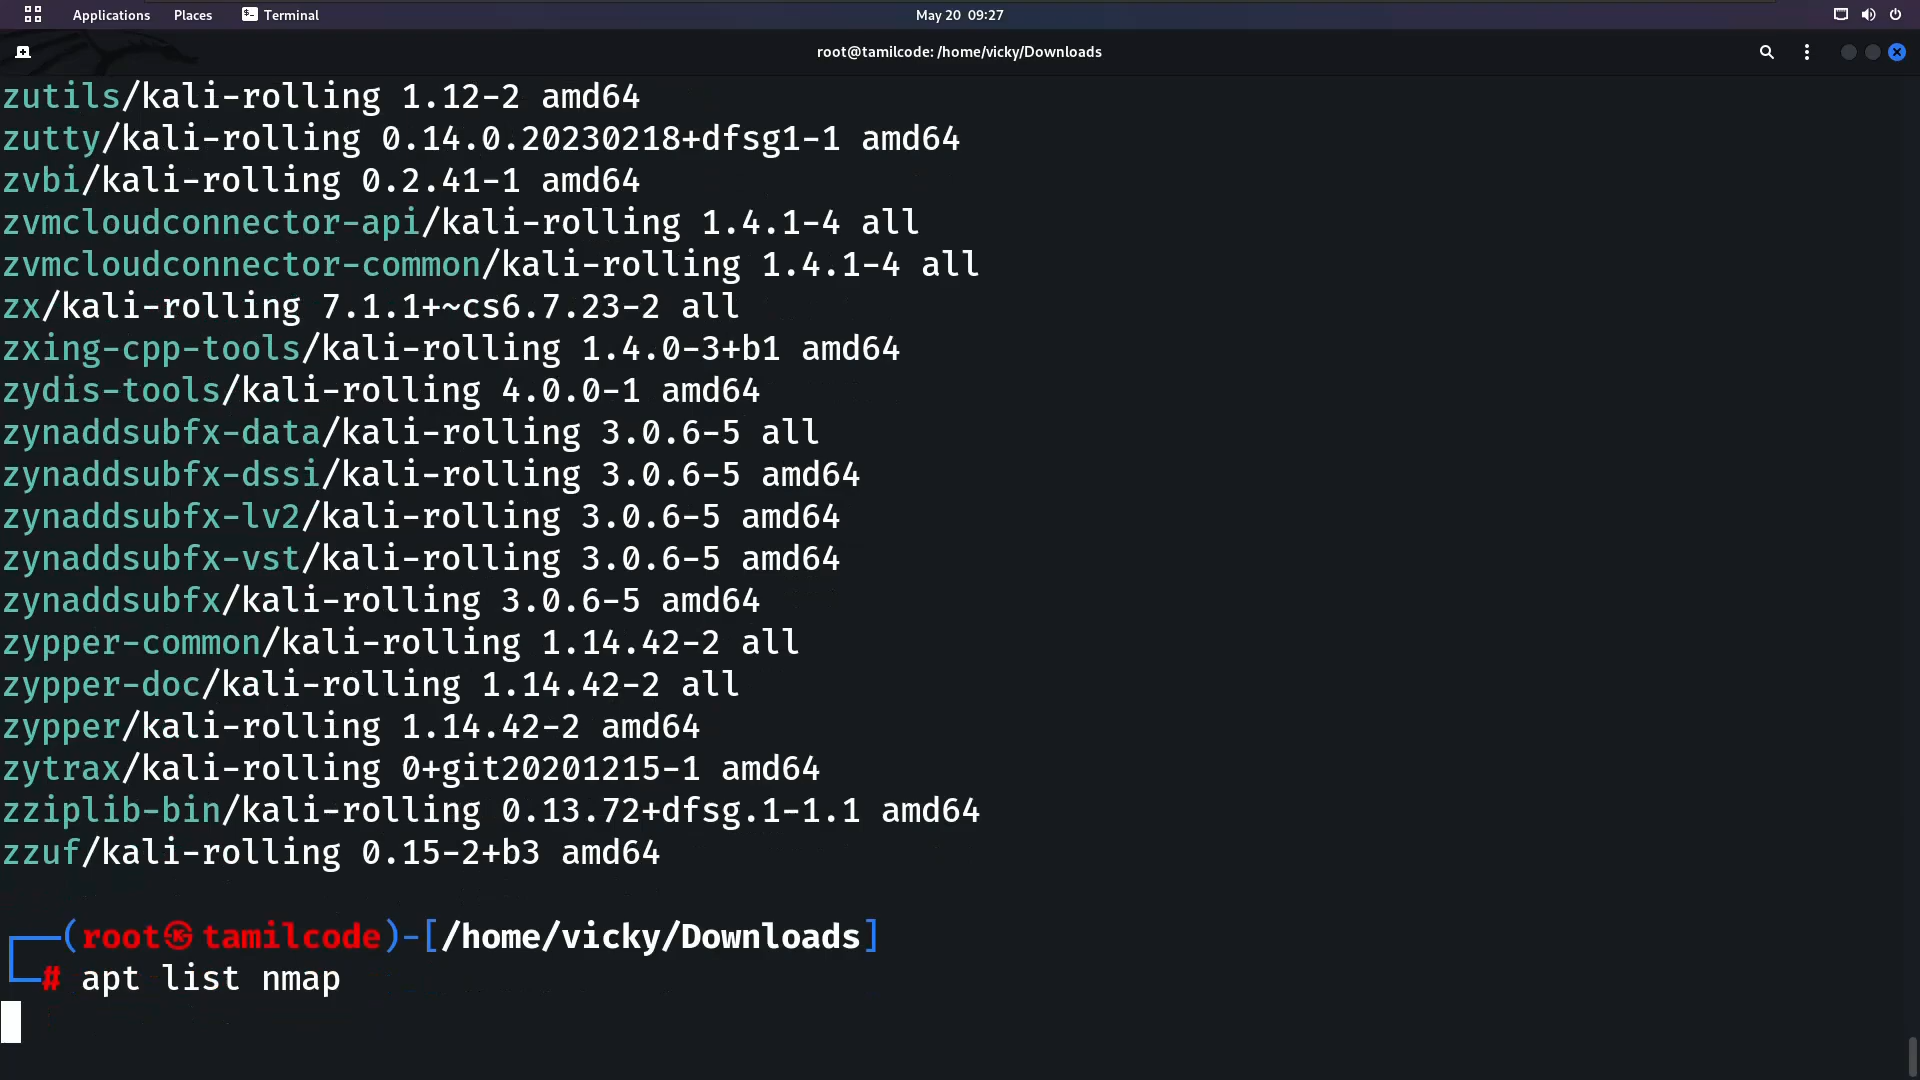 Applications Places Terminal May 20 09:27
root@tamilcode: /home/vicky/Downloads
zutils/kali-rolling 1.12-2 amd64
zutty/kali-rolling 0.14.0.20230218+dfsg1-1 amd64
zvbi/kali-rolling 0.2.41-1 amd64
zvmcloudconnector-api/kali-rolling 1.4.1-4 all
zvmcloudconnector-common/kali-rolling 1.4.1-4 all
zx/kali-rolling 7.1.1+~cs6.7.23-2 all
zxing-cpp-tools/kali-rolling 1.4.0-3+b1 amd64
zydis-tools/kali-rolling 4.0.0-1 amd64
zynaddsubfx-data/kali-rolling 3.0.6-5 all
zynaddsubfx-dssi/kali-rolling 3.0.6-5 amd64
zynaddsubfx-lv2/kali-rolling 3.0.6-5 amd64
zynaddsubfx-vst/kali-rolling 3.0.6-5 amd64
zynaddsubfx/kali-rolling 3.0.6-5 amd64
zypper-common/kali-rolling 1.14.42-2 all
zypper-doc/kali-rolling 1.14.42-2 all
zypper/kali-rolling 1.14.42-2 amd64
zytrax/kali-rolling 0+git20201215-1 amd64
zziplib-bin/kali-rolling 0.13.72+dfsg.1-1.1 amd64
zzuf/kali-rolling 0.15-2+b3 amd64
┌──(root㉿tamilcode)-[/home/vicky/Downloads]
└─# apt list nmap